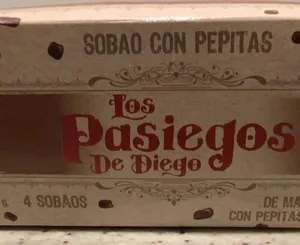 SOBAO CON PEPITAS
Los
Pasiegos
De Diego
g. 4 SOBAOS
DE MA
CON PEPITAS